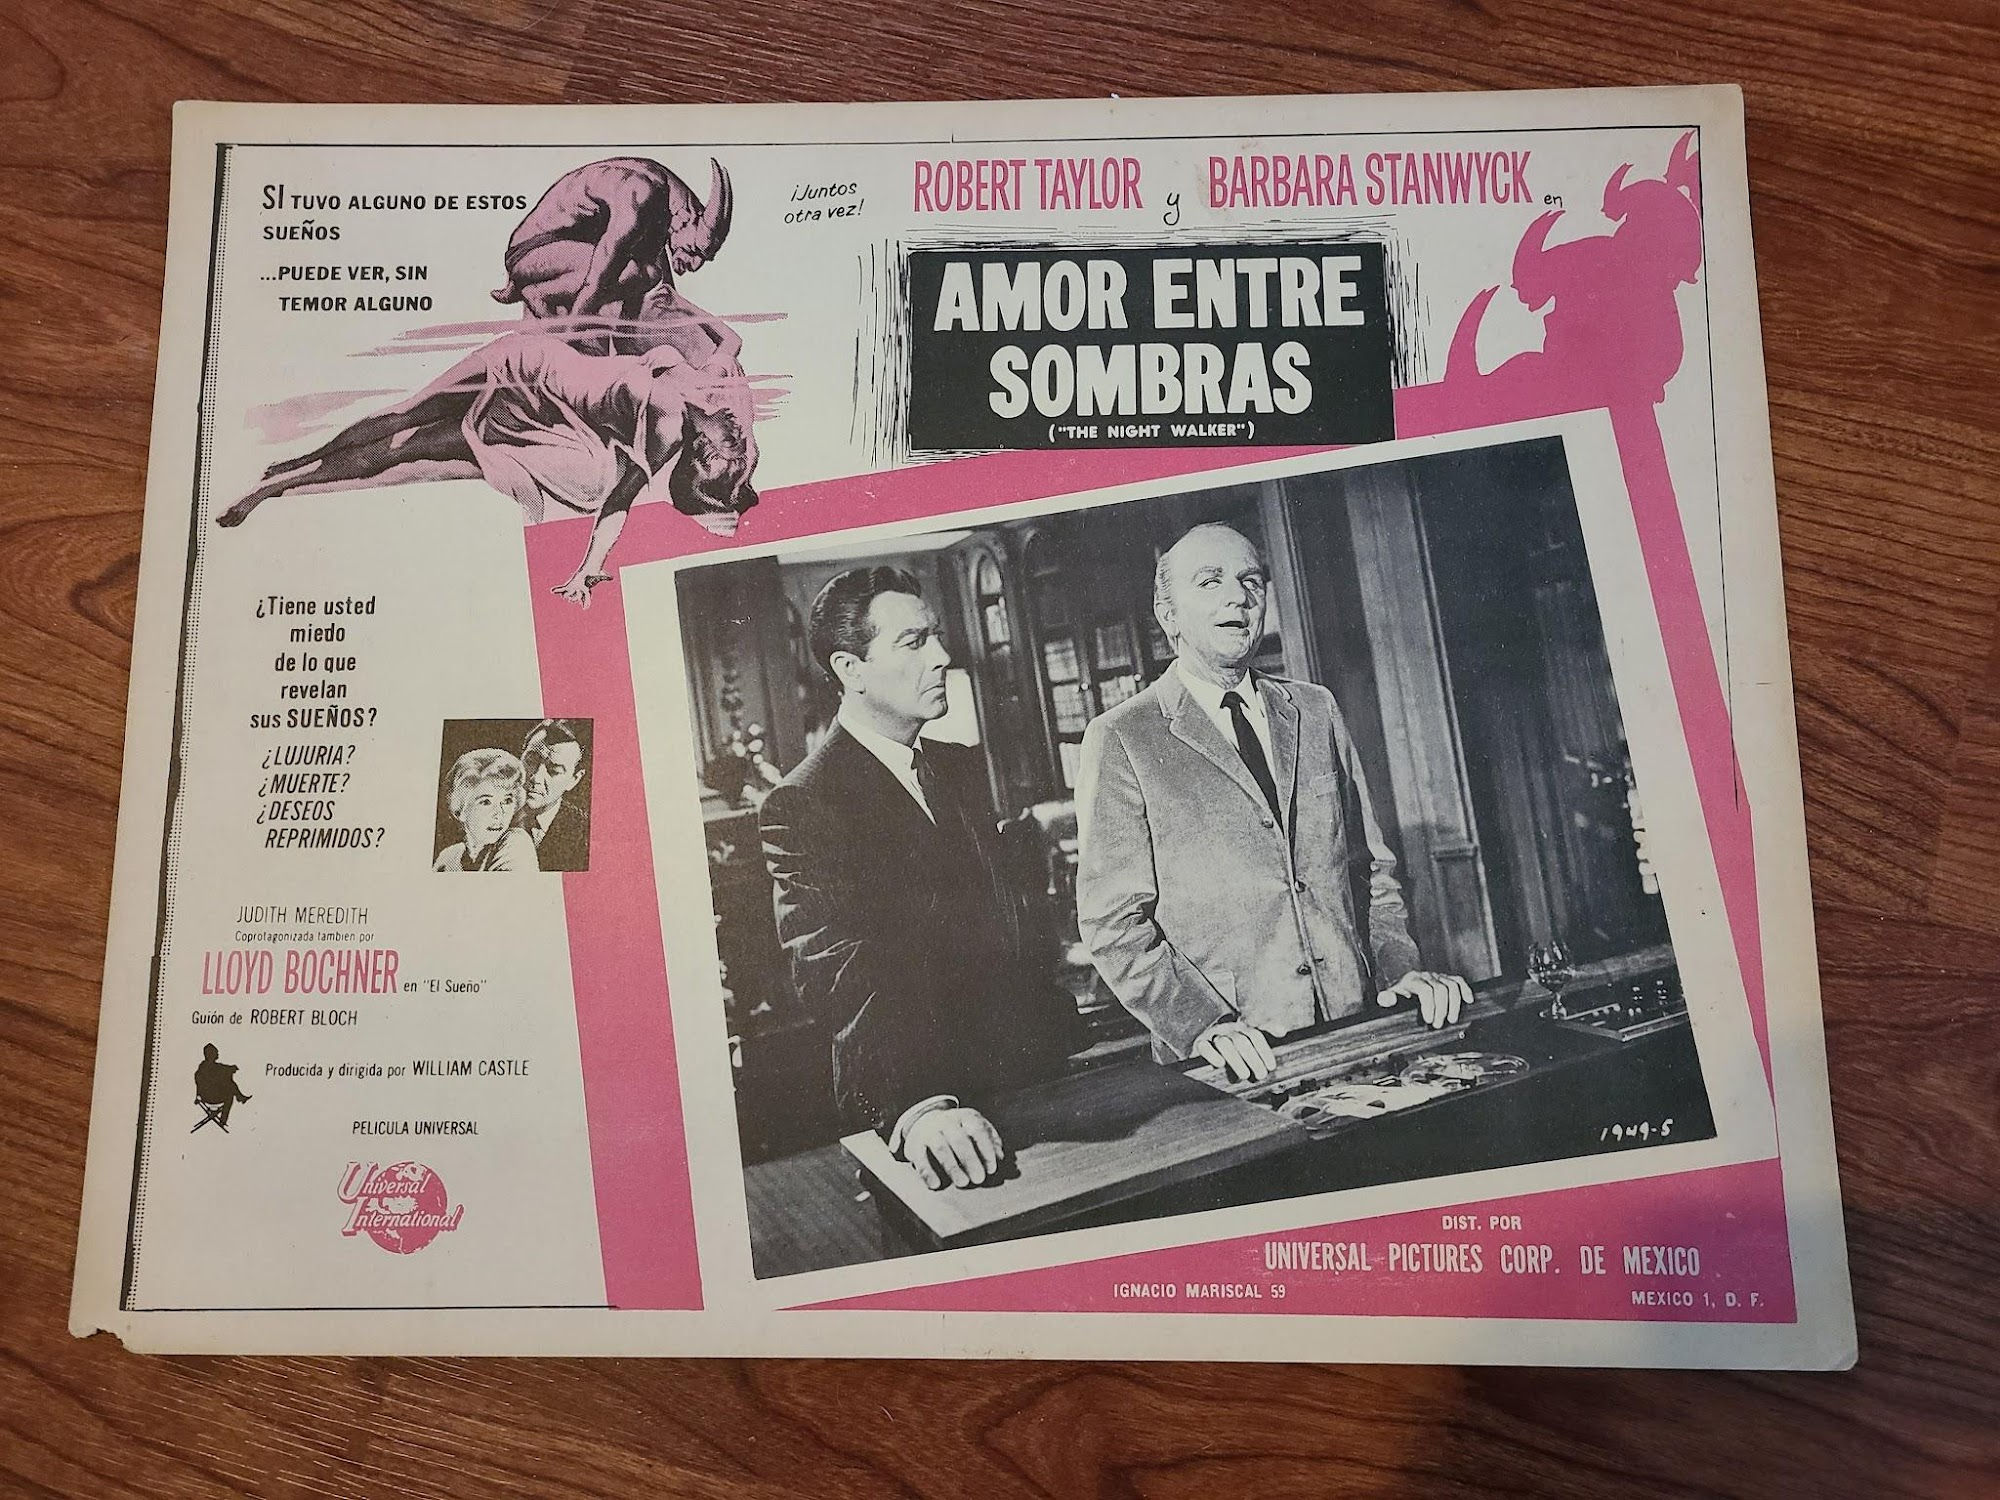 SI TUVO ALGUNO DE ESTOS
SUEÑOS
...PUEDE VER, SIN
TEMOR ALGUNO
¡Juntos
otra vez!
ROBERT TAYLOR y BARBARA STANWYCK en
AMOR ENTRE
SOMBRAS
("THE NIGHT WALKER")
¿Tiene usted
miedo
de lo que
revelan
sus SUEÑOS?
¿LUJURIA?
¿MUERTE?
¿DESEOS
REPRIMIDOS?
JUDITH MEREDITH
Coprotagonizada tambien por
LLOYD BOCHNER en "El Sueño"
Guión de ROBERT BLOCH
Producida y dirigida por WILLIAM CASTLE
PELICULA UNIVERSAL
Universal
International
1949-5
DIST. POR
UNIVERSAL PICTURES CORP. DE MEXICO
IGNACIO MARISCAL 59
MEXICO 1, D. F.